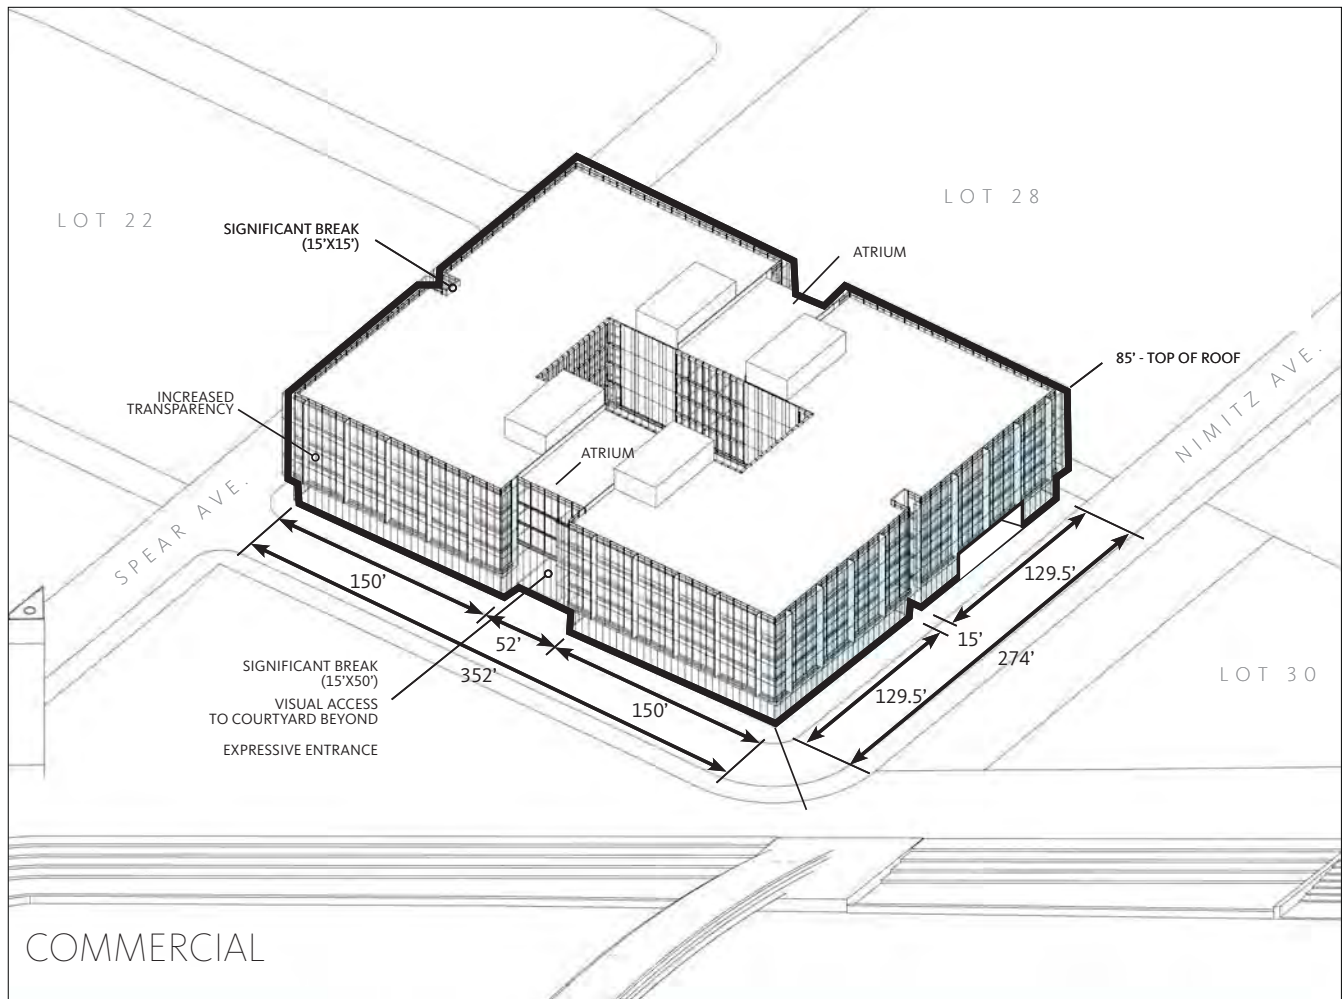 LOT 28
LOT 22
SIGNIFICANT BREAK
(15'X15')
ATRIUM
85' - TOP OF ROOF
NIMITZ AVE.
INCREASED
TRANSPARENCY
ATRIUM
SPEAR AVE.
150'
129.5'
52'
15'
352'
274'
SIGNIFICANT BREAK
(15'X50')
VISUAL ACCESS
TO COURTYARD BEYOND
EXPRESSIVE ENTRANCE
150'
129.5'
LOT 30
COMMERCIAL